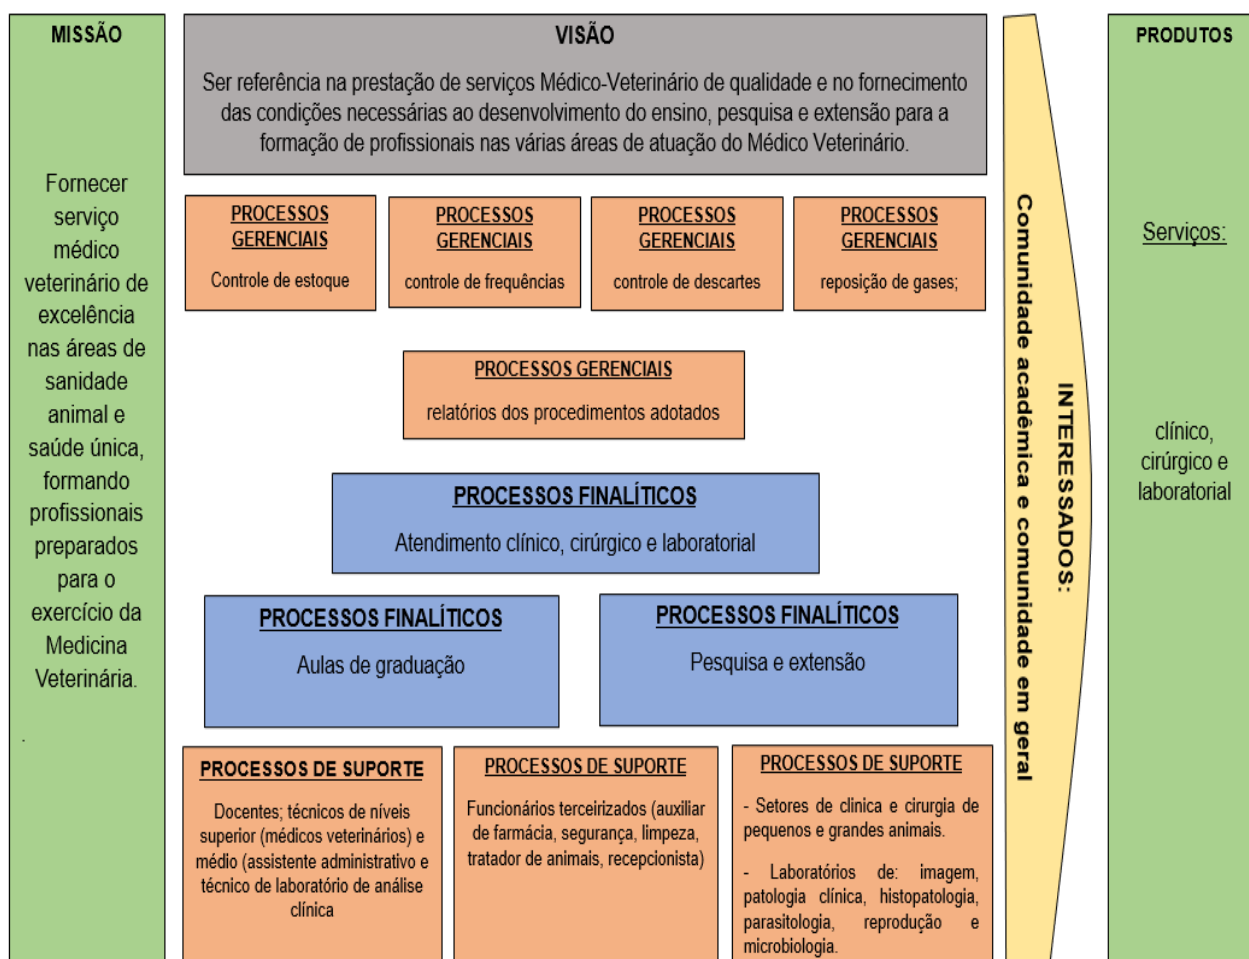 MISSÃO
Fornecer
serviço
médico
veterinário de
excelência
nas áreas de
sanidade
animal e
saúde única,
formando
profissionais
preparados
para o
exercício da
Medicina
Veterinária.
.
VISÃO
Ser referência na prestação de serviços Médico-Veterinário de qualidade e no fornecimento
das condições necessárias ao desenvolvimento do ensino, pesquisa e extensão para a
formação de profissionais nas várias áreas de atuação do Médico Veterinário.
PROCESSOS
GERENCIAIS
Controle de estoque
PROCESSOS
GERENCIAIS
controle de frequências
PROCESSOS
GERENCIAIS
controle de descartes
PROCESSOS
GERENCIAIS
reposição de gases;
PROCESSOS GERENCIAIS
relatórios dos procedimentos adotados
PROCESSOS FINALÍTICOS
Atendimento clínico, cirúrgico e laboratorial
PROCESSOS FINALÍTICOS
Aulas de graduação
PROCESSOS FINALÍTICOS
Pesquisa e extensão
PROCESSOS DE SUPORTE
Docentes; técnicos de níveis
superior (médicos veterinários) e
médio (assistente administrativo e
técnico de laboratório de análise
clínica
PROCESSOS DE SUPORTE
Funcionários terceirizados (auxiliar
de farmácia, segurança, limpeza,
tratador de animais, recepcionista)
PROCESSOS DE SUPORTE
- Setores de clinica e cirurgia de
pequenos e grandes animais.
- Laboratórios de: imagem,
patologia clínica, histopatologia,
parasitologia, reprodução e
microbiologia.
INTERESSADOS:
Comunidade acadêmica e comunidade em geral
PRODUTOS
Serviços:
clínico,
cirúrgico e
laboratorial